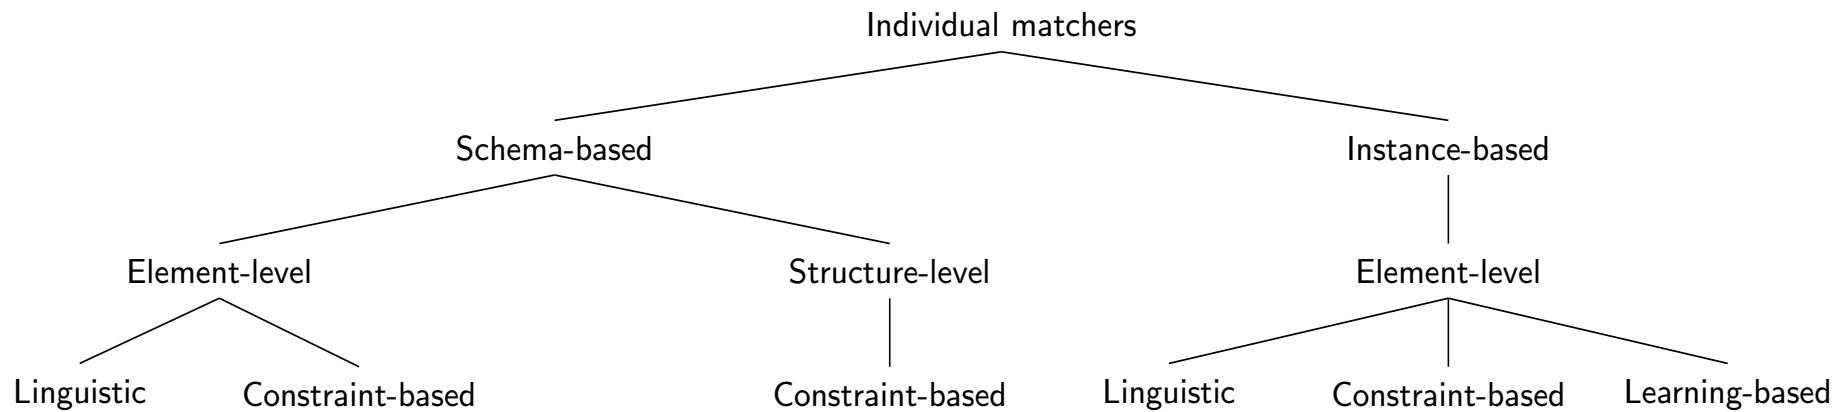 Individual matchers
Schema-based Instance-based
Element-level Structure-level Element-level
Linguistic Constraint-based Constraint-based Linguistic Constraint-based Learning-based